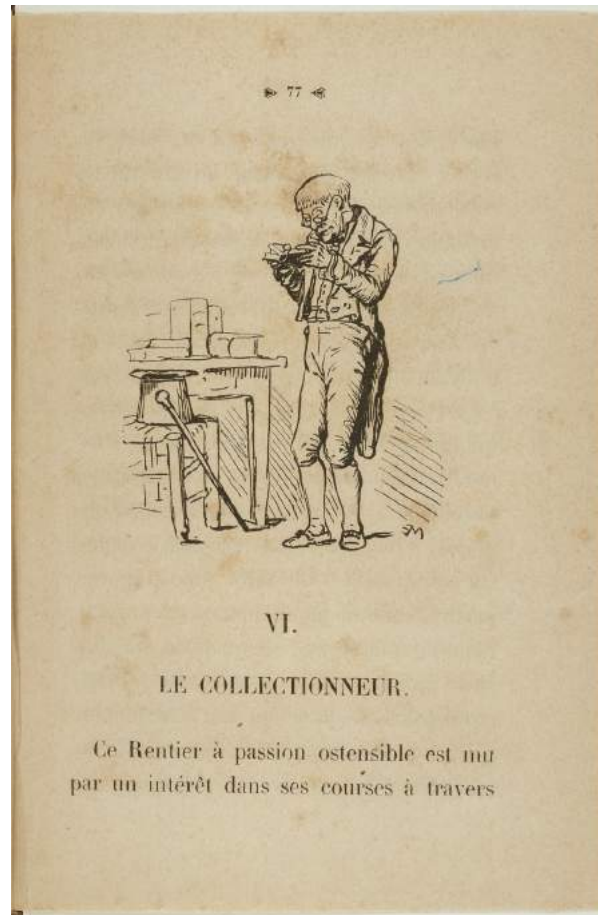 77
VI.
LE COLLECTIONNEUR.
Ce Rentier à passion ostensible est mu
par un intérêt dans ses courses à travers